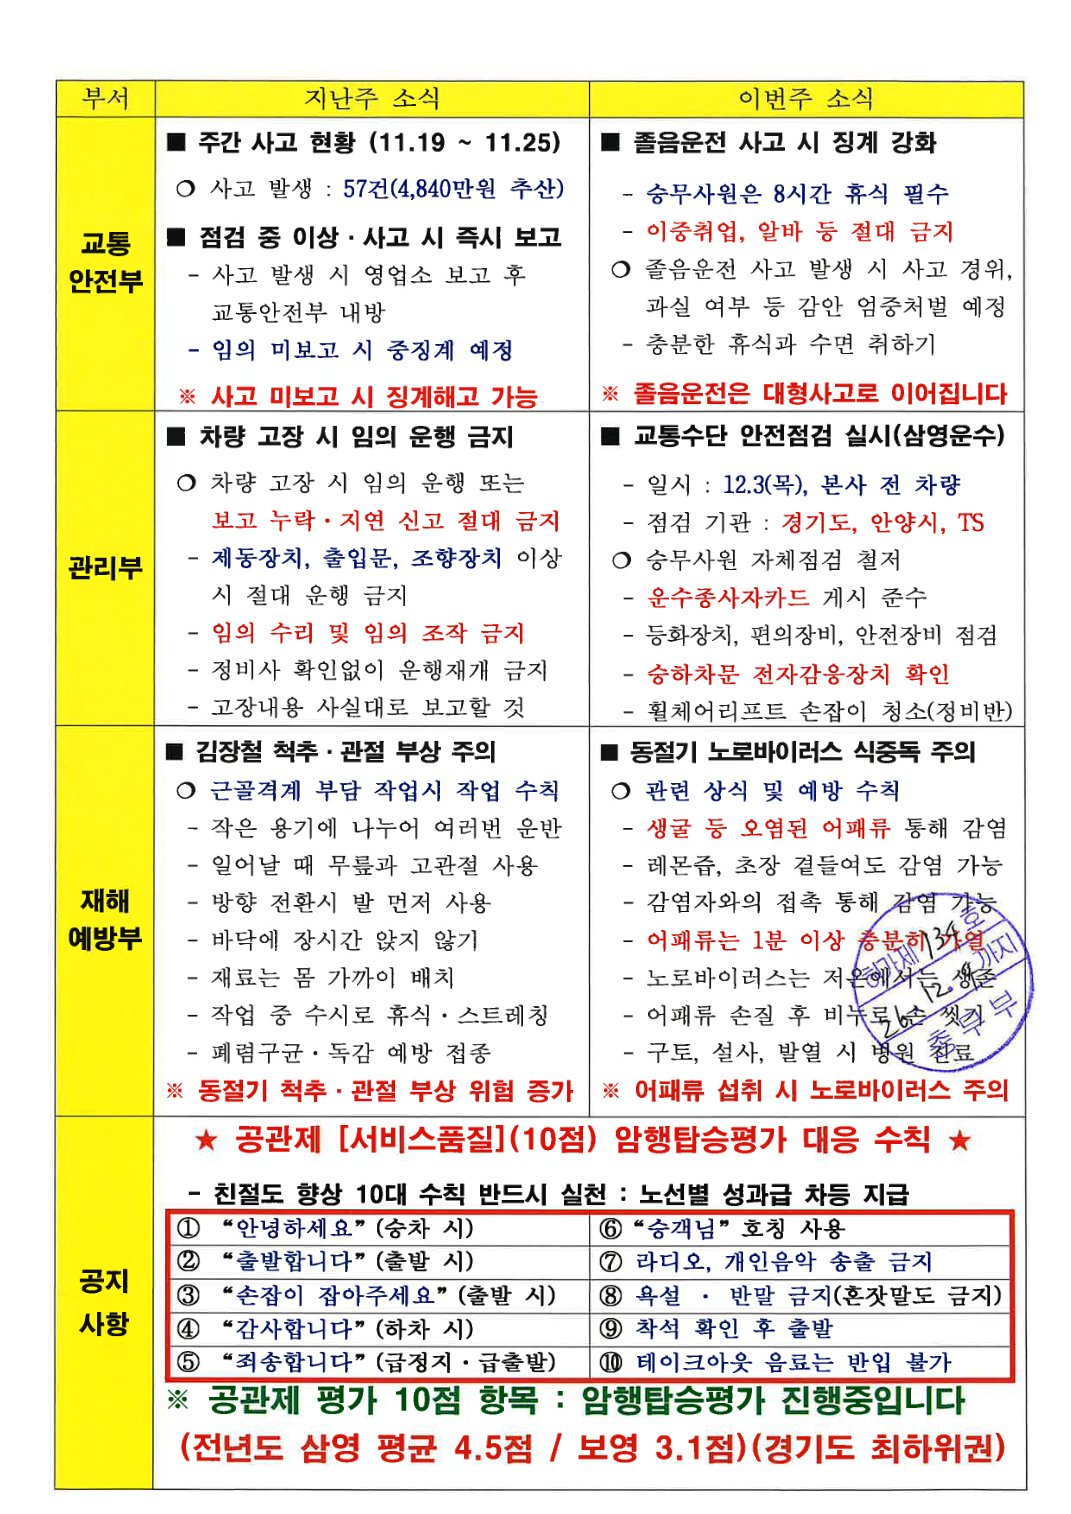 부서
지난주 소식
이번주 소식
교통
안전부
■ 주간 사고 현황 (11.19 ~ 11.25)
❍ 사고 발생 : 57건(4,840만원 추산)
■ 점검 중 이상·사고 시 즉시 보고
- 사고 발생 시 영업소 보고 후
교통안전부 내방
- 임의 미보고 시 중징계 예정
※ 사고 미보고 시 징계해고 가능
■ 졸음운전 사고 시 징계 강화
- 승무사원은 8시간 휴식 필수
- 이중취업, 알바 등 절대 금지
❍ 졸음운전 사고 발생 시 사고 경위,
과실 여부 등 감안 엄중처벌 예정
- 충분한 휴식과 수면 취하기
※ 졸음운전은 대형사고로 이어집니다
관리부
■ 차량 고장 시 임의 운행 금지
❍ 차량 고장 시 임의 운행 또는
보고 누락·지연 신고 절대 금지
- 제동장치, 출입문, 조향장치 이상
시 절대 운행 금지
- 임의 수리 및 임의 조작 금지
- 정비사 확인없이 운행재개 금지
- 고장내용 사실대로 보고할 것
■ 교통수단 안전점검 실시(삼영운수)
- 일시 : 12.3(목), 본사 전 차량
- 점검 기관 : 경기도, 안양시, TS
❍ 승무사원 자체점검 철저
- 운수종사자카드 게시 준수
- 등화장치, 편의장비, 안전장비 점검
- 승하차문 전자감응장치 확인
- 휠체어리프트 손잡이 청소(정비반)
재해
예방부
■ 김장철 척추·관절 부상 주의
❍ 근골격계 부담 작업시 작업 수칙
- 작은 용기에 나누어 여러번 운반
- 일어날 때 무릎과 고관절 사용
- 방향 전환시 발 먼저 사용
- 바닥에 장시간 앉지 않기
- 재료는 몸 가까이 배치
- 작업 중 수시로 휴식·스트레칭
- 폐렴구균·독감 예방 접종
※ 동절기 척추·관절 부상 위험 증가
■ 동절기 노로바이러스 식중독 주의
❍ 관련 상식 및 예방 수칙
- 생굴 등 오염된 어패류 통해 감염
- 레몬즙, 초장 곁들여도 감염 가능
- 감염자와의 접촉 통해 감염 가능
- 어패류는 1분 이상 충분히 가열
- 노로바이러스는 저온에서는 생존
- 어패류 손질 후 비누로 손 씻기
- 구토, 설사, 발열 시 병원 진료
※ 어패류 섭취 시 노로바이러스 주의
허가제 134 호
26. 12. 9 까지
총무부
공지
사항
★ 공관제 [서비스품질](10점) 암행탑승평가 대응 수칙 ★
- 친절도 향상 10대 수칙 반드시 실천 : 노선별 성과급 차등 지급
① “안녕하세요” (승차 시)
② “출발합니다” (출발 시)
③ “손잡이 잡아주세요” (출발 시)
④ “감사합니다” (하차 시)
⑤ “죄송합니다” (급정지·급출발)
⑥ “승객님” 호칭 사용
⑦ 라디오, 개인음악 송출 금지
⑧ 욕설 · 반말 금지(혼잣말도 금지)
⑨ 착석 확인 후 출발
⑩ 테이크아웃 음료는 반입 불가
※ 공관제 평가 10점 항목 : 암행탑승평가 진행중입니다
(전년도 삼영 평균 4.5점 / 보영 3.1점)(경기도 최하위권)